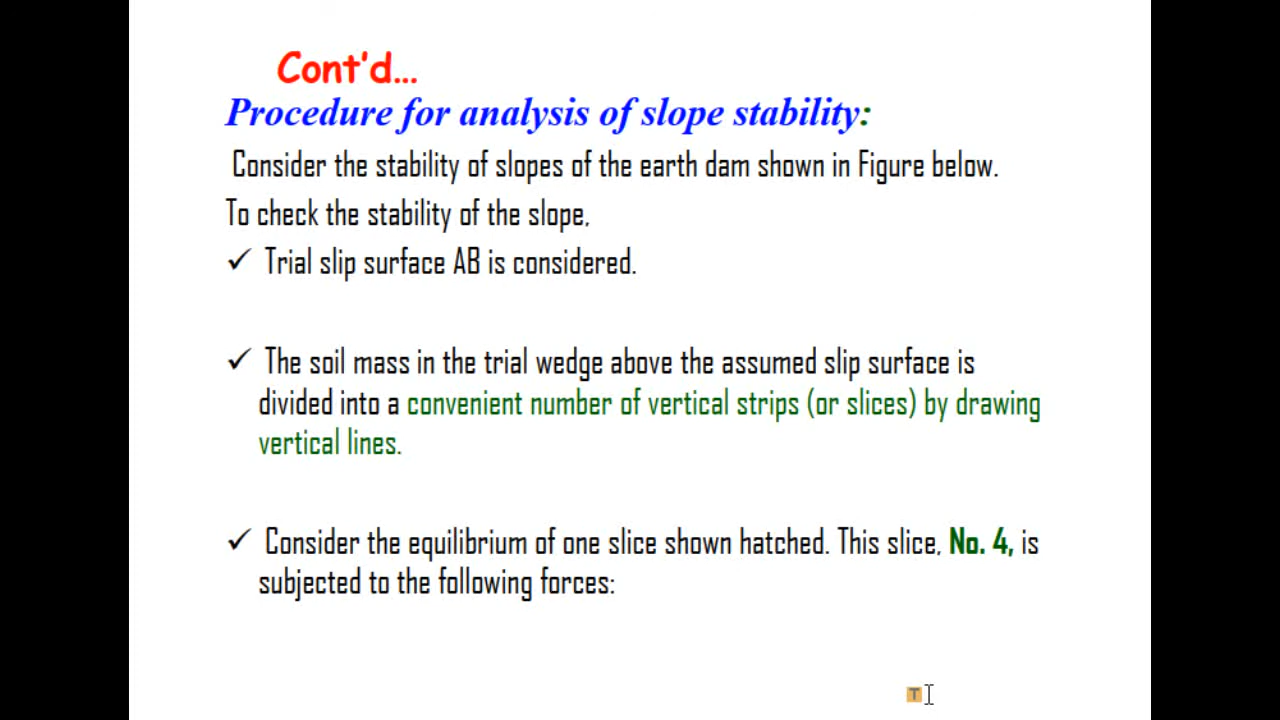 Cont'd...
Procedure for analysis of slope stability:
Consider the stability of slopes of the earth dam shown in Figure below.
To check the stability of the slope,
✓ Trial slip surface AB is considered.
✓ The soil mass in the trial wedge above the assumed slip surface is
divided into a convenient number of vertical strips (or slices) by drawing
vertical lines.
✓ Consider the equilibrium of one slice shown hatched. This slice, No. 4, is
subjected to the following forces:
T